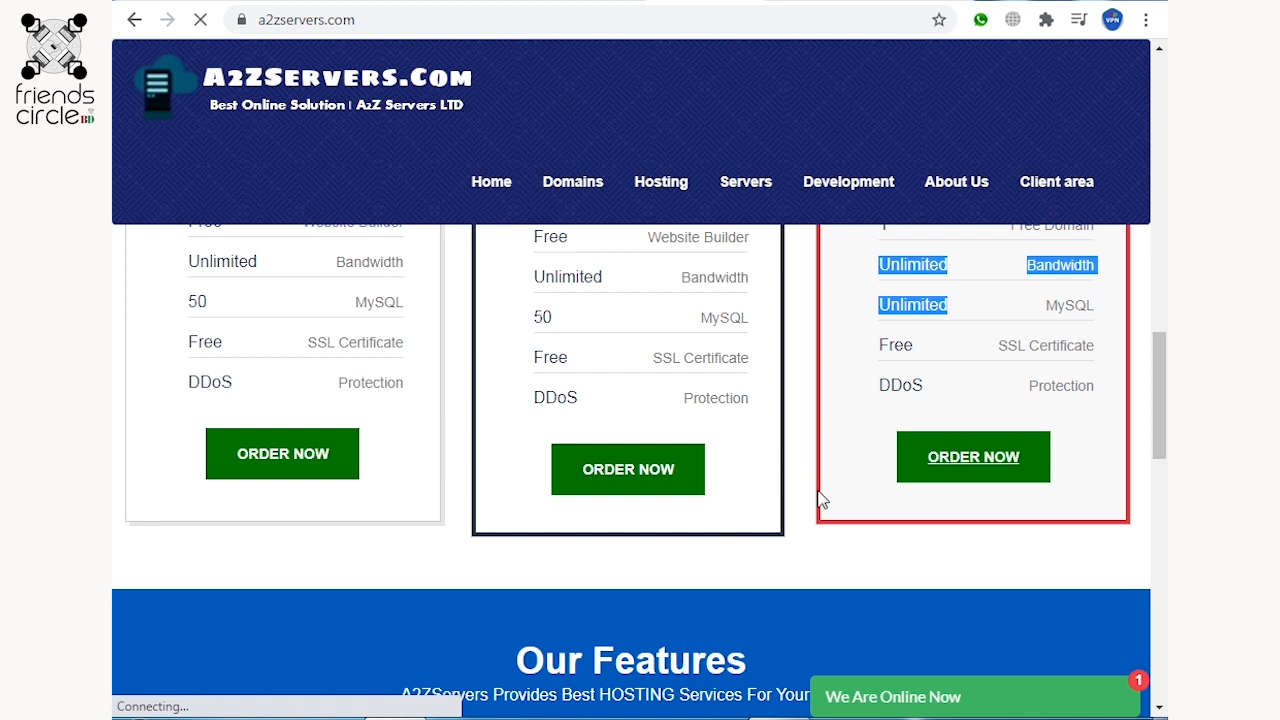 friends
circle BD
a2zservers.com
VPN
A2ZServers.Com
Best Online Solution | A2Z Servers LTD
Home Domains Hosting Servers Development About Us Client area
Free Website Builder
Unlimited Bandwidth
50 MySQL
Free SSL Certificate
DDoS Protection
ORDER NOW
Free Website Builder
Unlimited Bandwidth
50 MySQL
Free SSL Certificate
DDoS Protection
ORDER NOW
1 Free Domain
Unlimited Bandwidth
Unlimited MySQL
Free SSL Certificate
DDoS Protection
ORDER NOW
Our Features
A2ZServers Provides Best HOSTING Services For Your
We Are Online Now
1
Connecting...